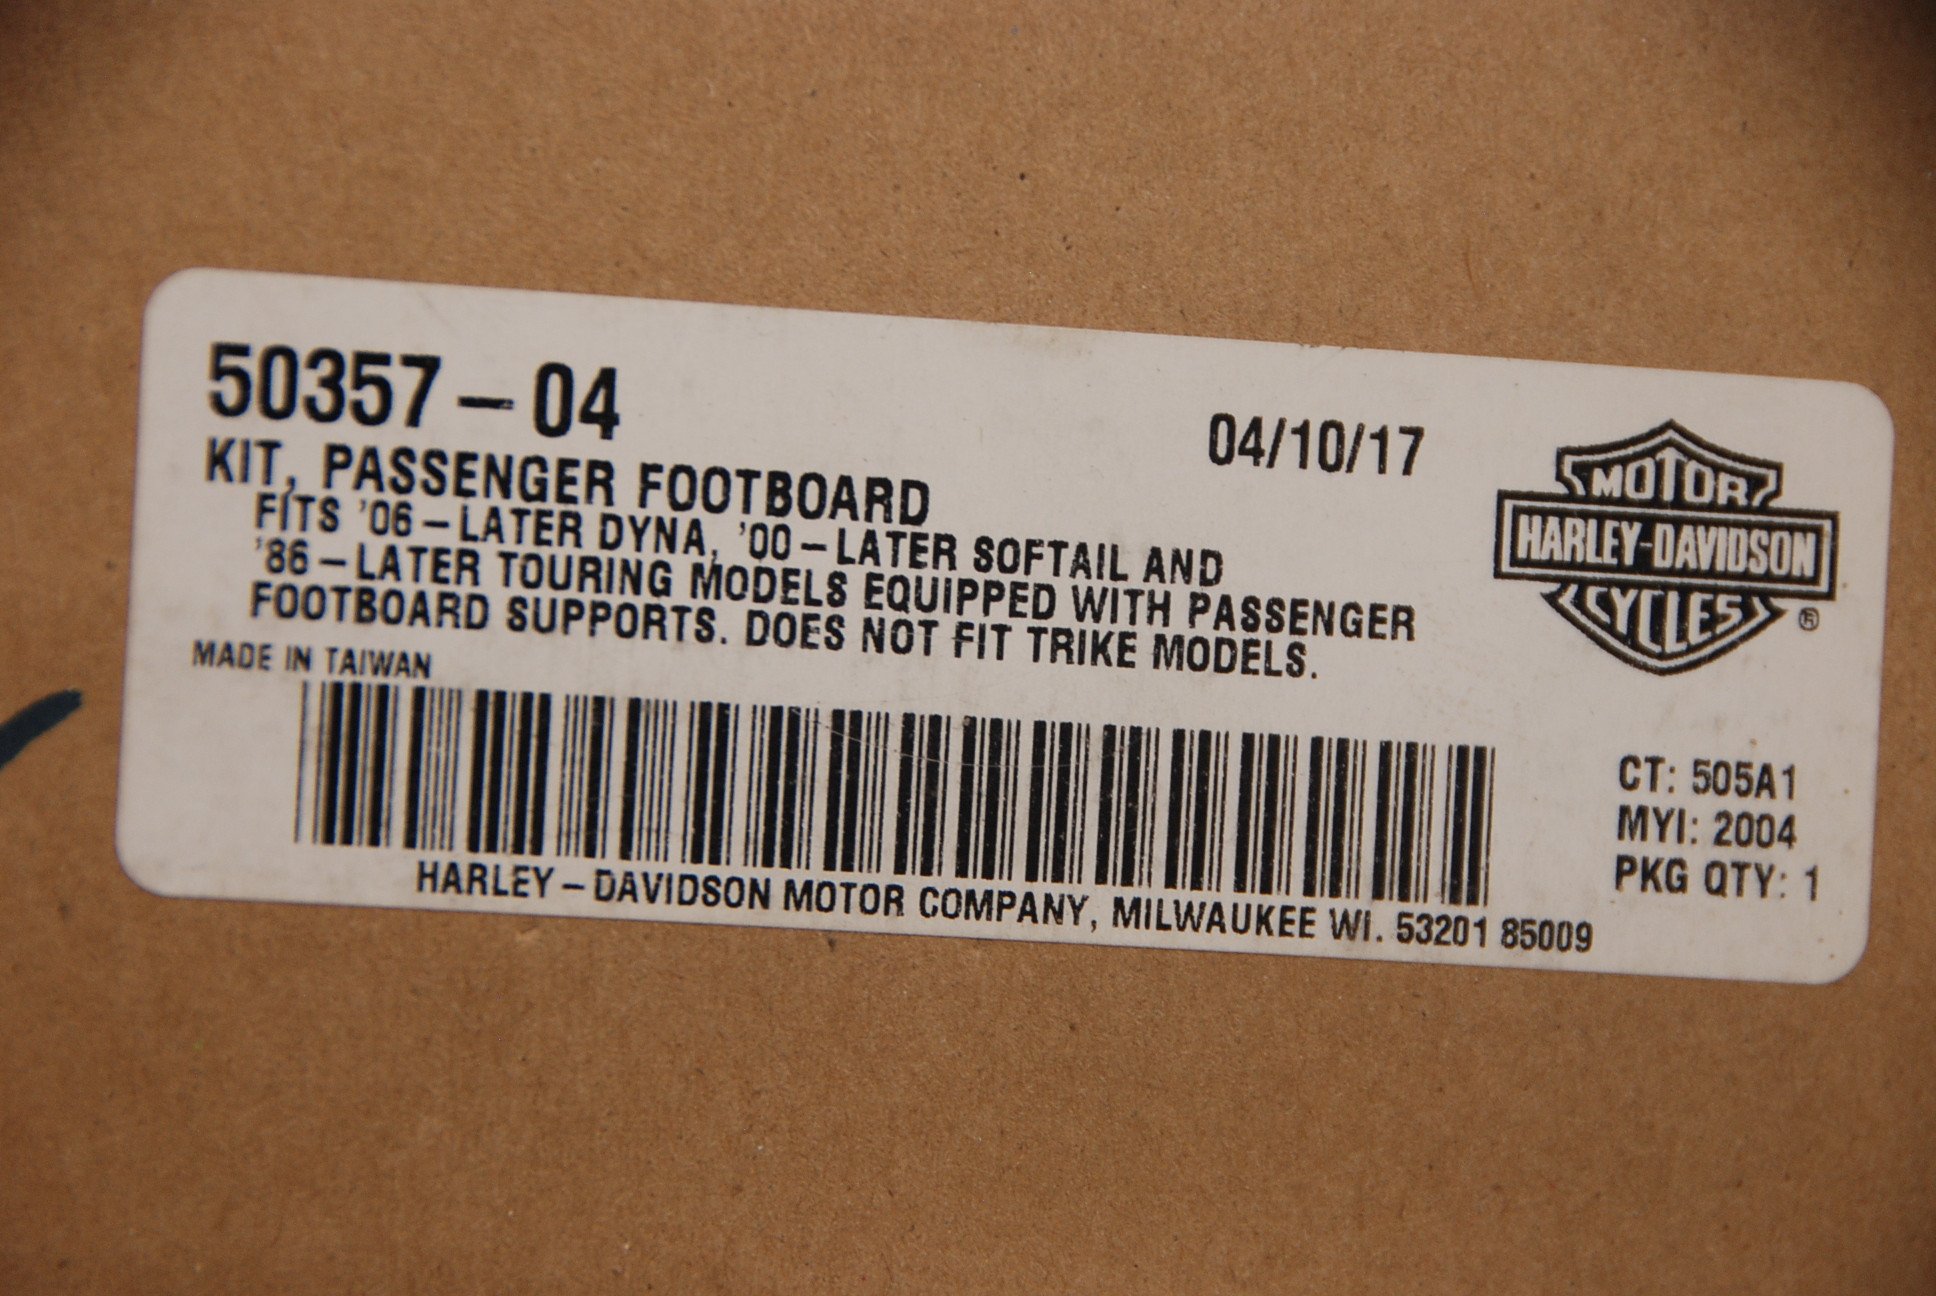 50357-04
04/10/17
KIT, PASSENGER FOOTBOARD
FITS '06-LATER DYNA, '00-LATER SOFTAIL AND
'86-LATER TOURING MODELS EQUIPPED WITH PASSENGER
FOOTBOARD SUPPORTS. DOES NOT FIT TRIKE MODELS.
MADE IN TAIWAN
MOTOR
HARLEY-DAVIDSON
CYCLES
®
CT: 505A1
MYI: 2004
PKG QTY: 1
HARLEY-DAVIDSON MOTOR COMPANY, MILWAUKEE WI. 53201 85009